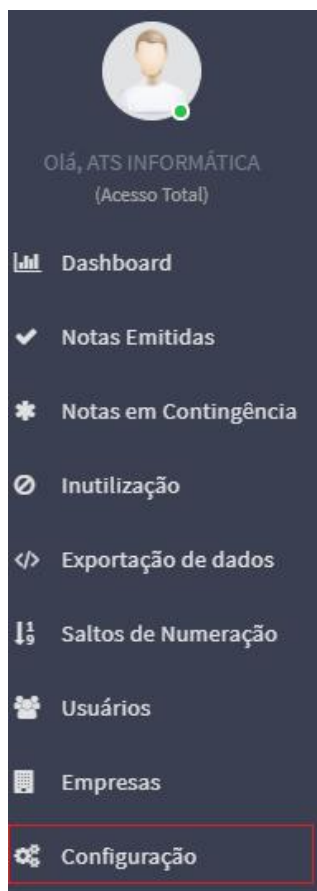 Olá, ATS INFORMÁTICA
(Acesso Total)
Dashboard
Notas Emitidas
Notas em Contingência
Inutilização
Exportação de dados
Saltos de Numeração
Usuários
Empresas
Configuração